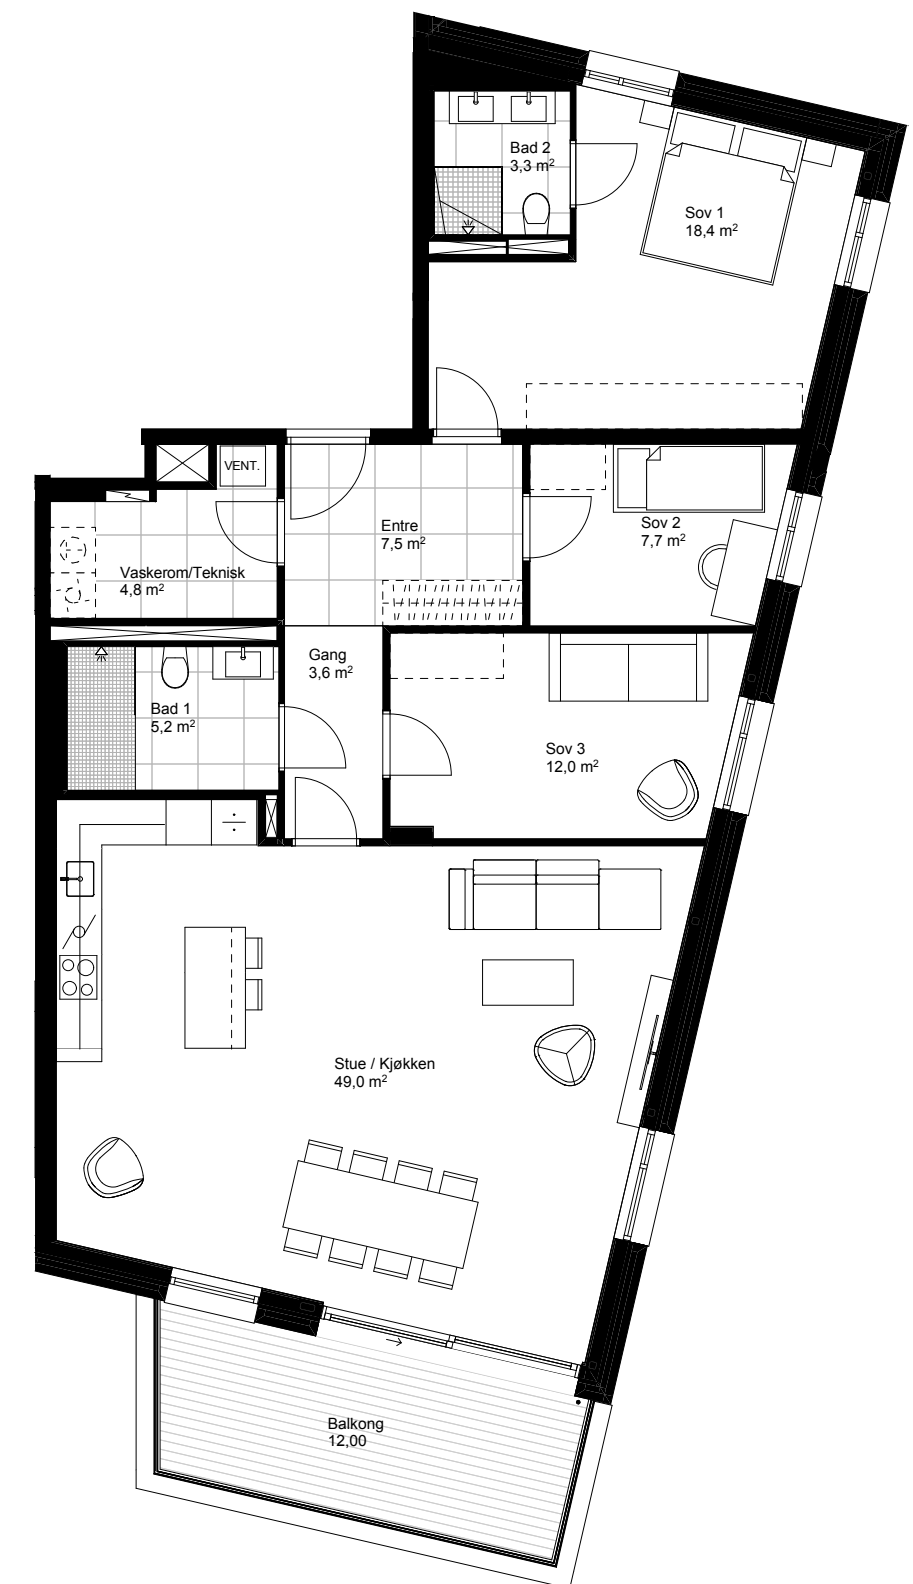 Bad 2
3,3 m²
Sov 1
18,4 m²
VENT.
Entre
7,5 m²
Sov 2
7,7 m²
Vaskerom/Teknisk
4,8 m²
Gang
3,6 m²
Bad 1
5,2 m²
Sov 3
12,0 m²
Stue / Kjøkken
49,0 m²
Balkong
12,00